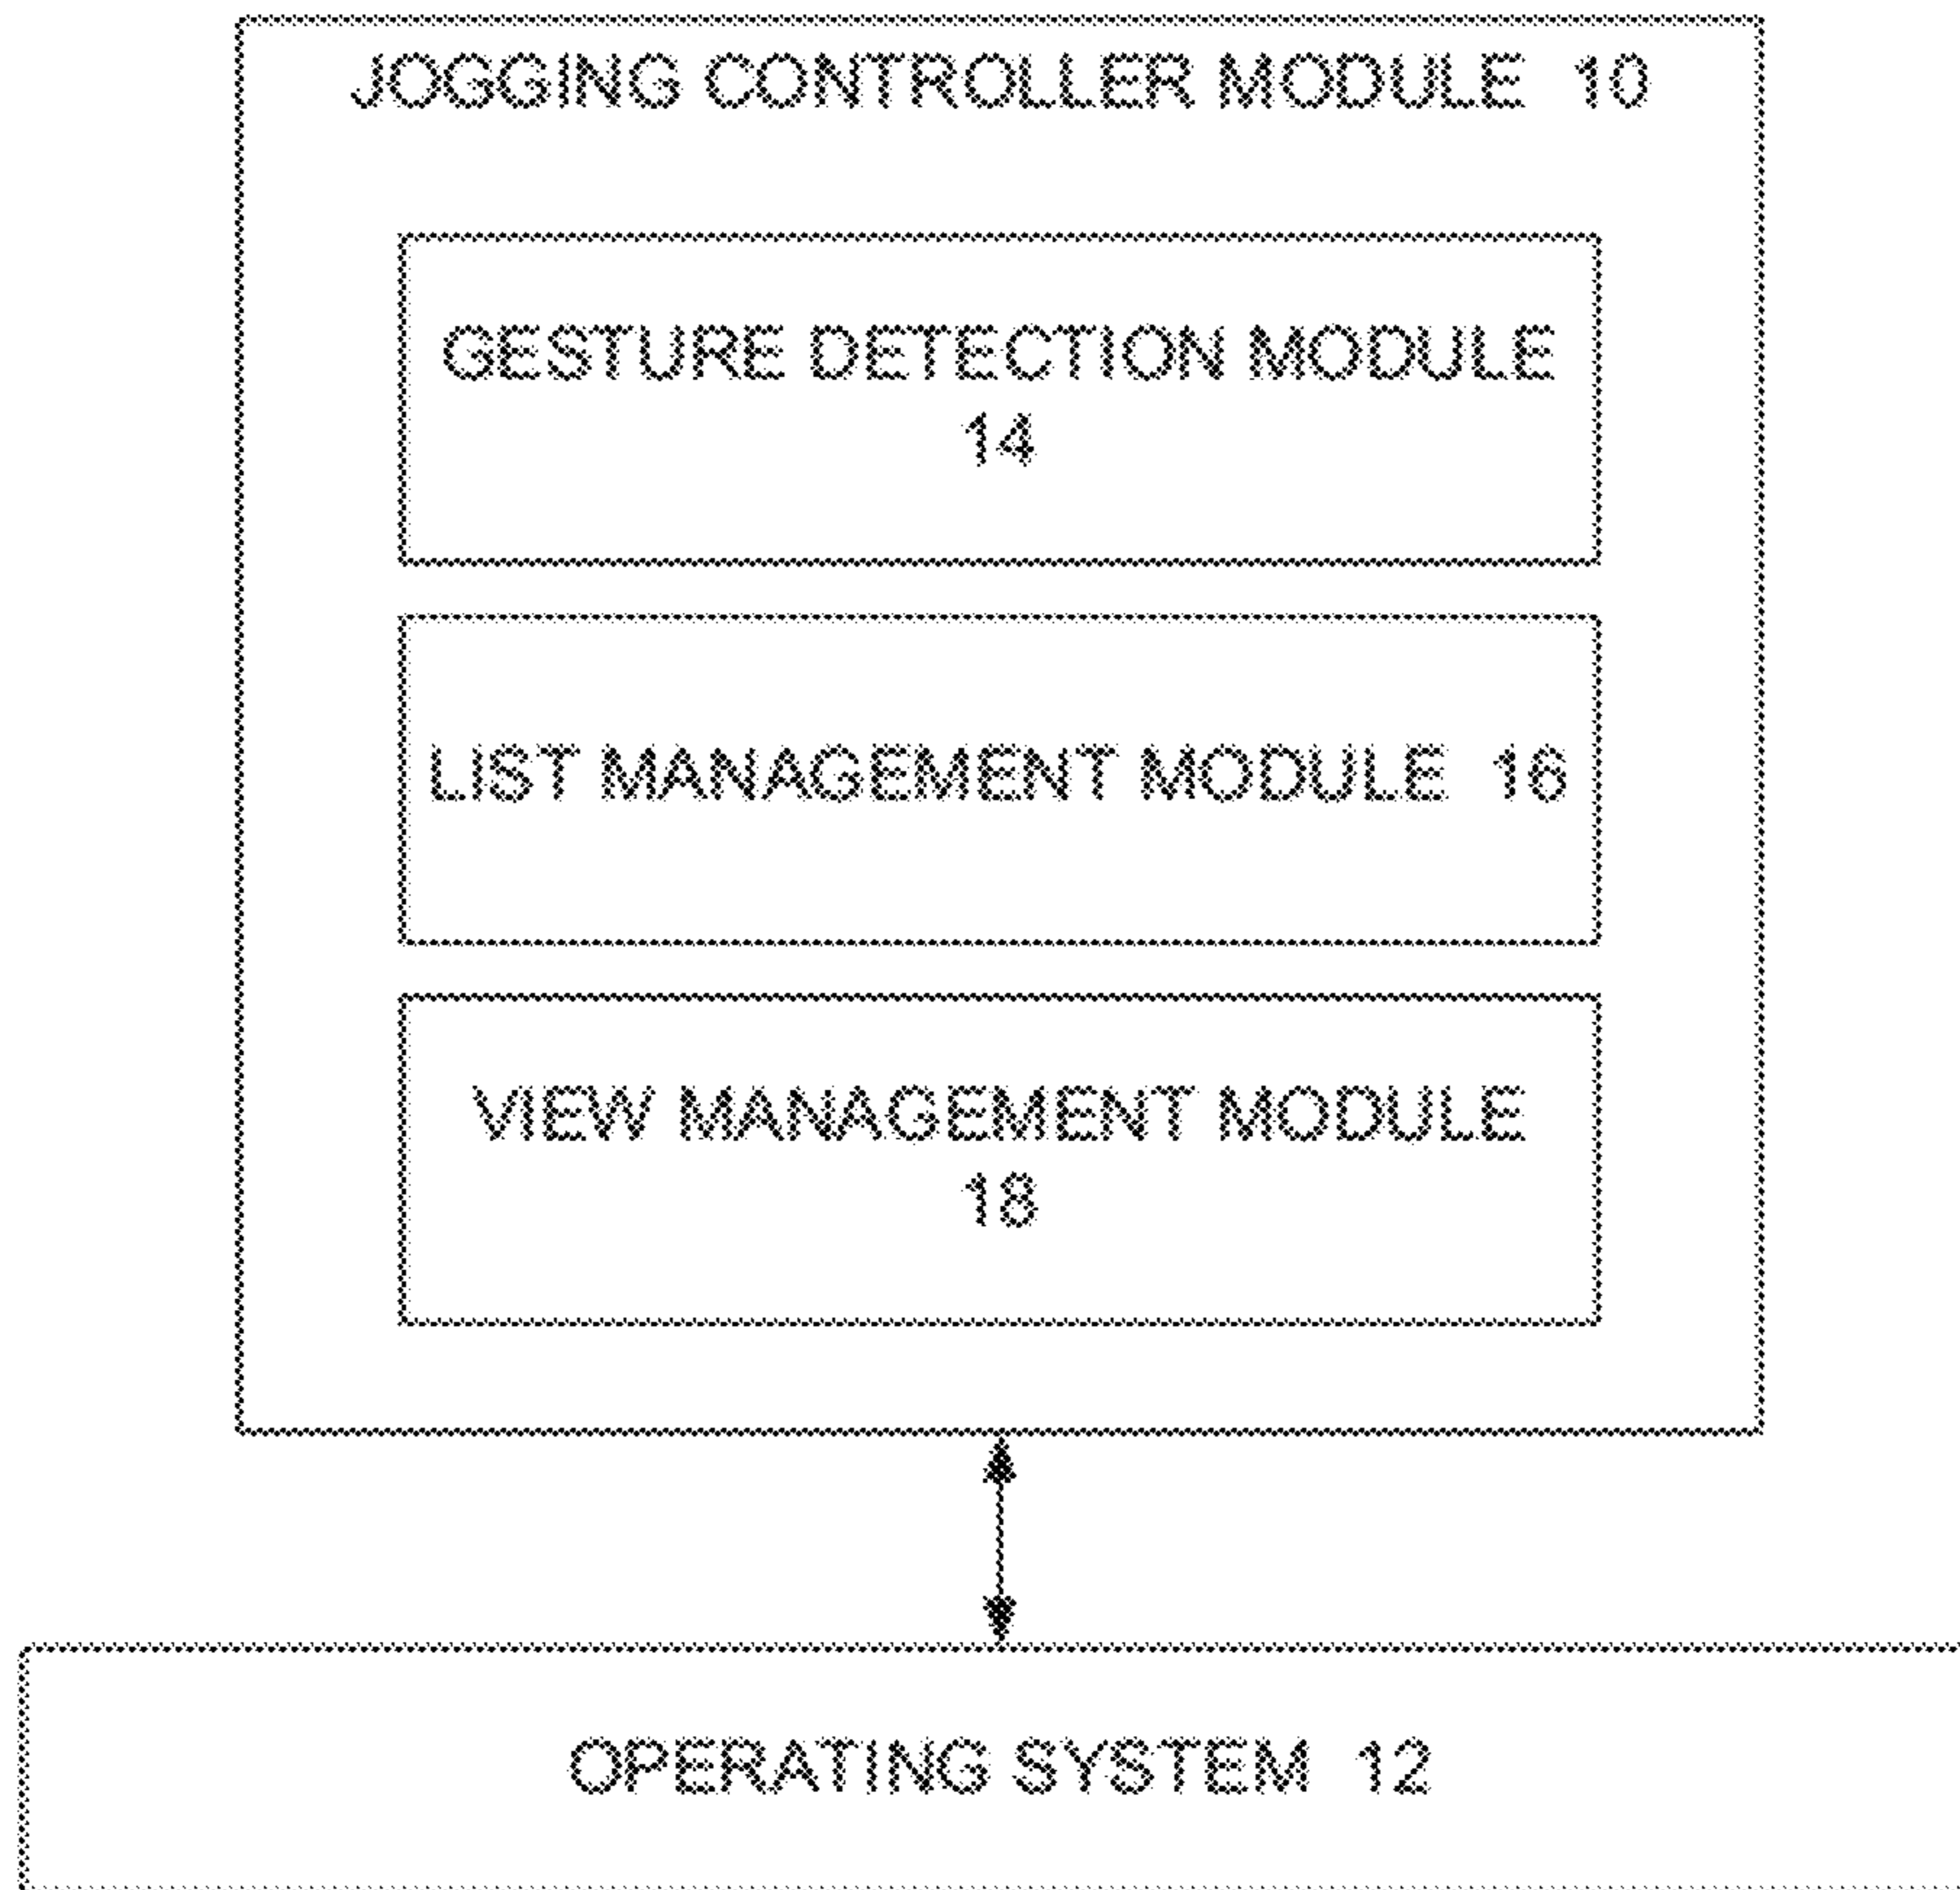 JOGGING CONTROLLER MODULE 10
GESTURE DETECTION MODULE
14
LIST MANAGEMENT MODULE 16
VIEW MANAGEMENT MODULE
18
OPERATING SYSTEM 12